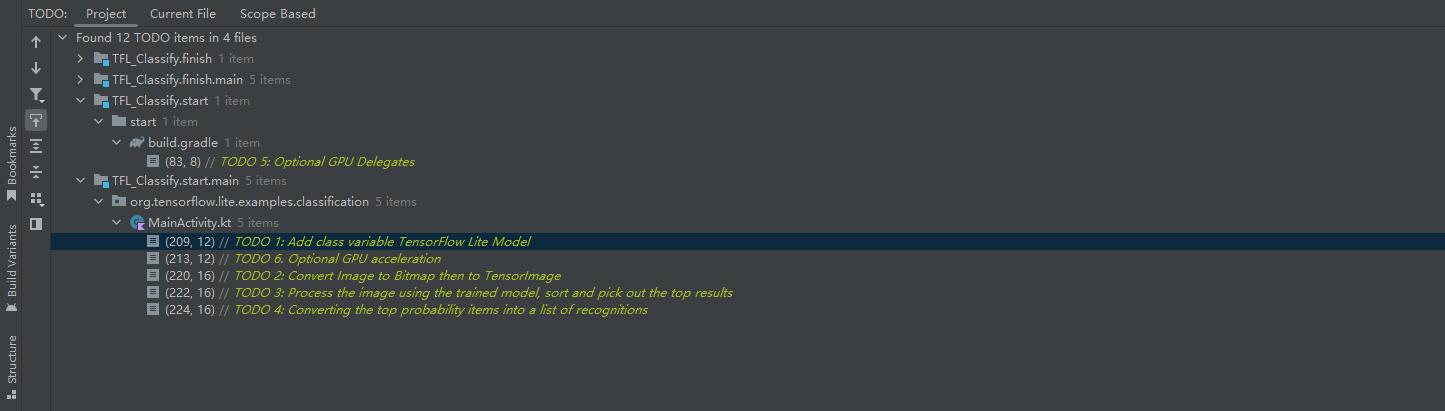 TODO: Project Current File Scope Based
Found 12 TODO items in 4 files
TFL_Classify.finish 1 item
TFL_Classify.finish.main 5 items
TFL_Classify.start 1 item
start 1 item
build.gradle 1 item
(83, 8) // TODO 5: Optional GPU Delegates
TFL_Classify.start.main 5 items
org.tensorflow.lite.examples.classification 5 items
MainActivity.kt 5 items
(209, 12) // TODO 1: Add class variable TensorFlow Lite Model
(213, 12) // TODO 6. Optional GPU acceleration
(220, 16) // TODO 2: Convert Image to Bitmap then to TensorImage
(222, 16) // TODO 3: Process the image using the trained model, sort and pick out the top results
(224, 16) // TODO 4: Converting the top probability items into a list of recognitions
Bookmarks
Build Variants
Structure